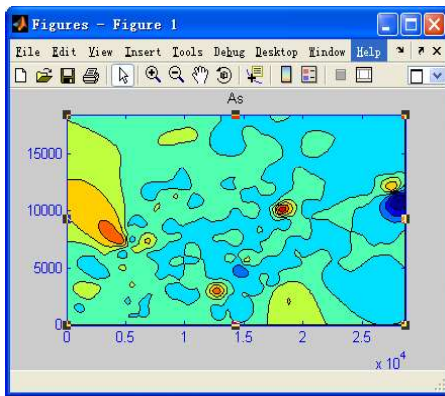 Figures - Figure 1
File Edit View Insert Tools Debug Desktop Window Help
As
15000
10000
5000
0
0 0.5 1 1.5 2 2.5
x 10^4